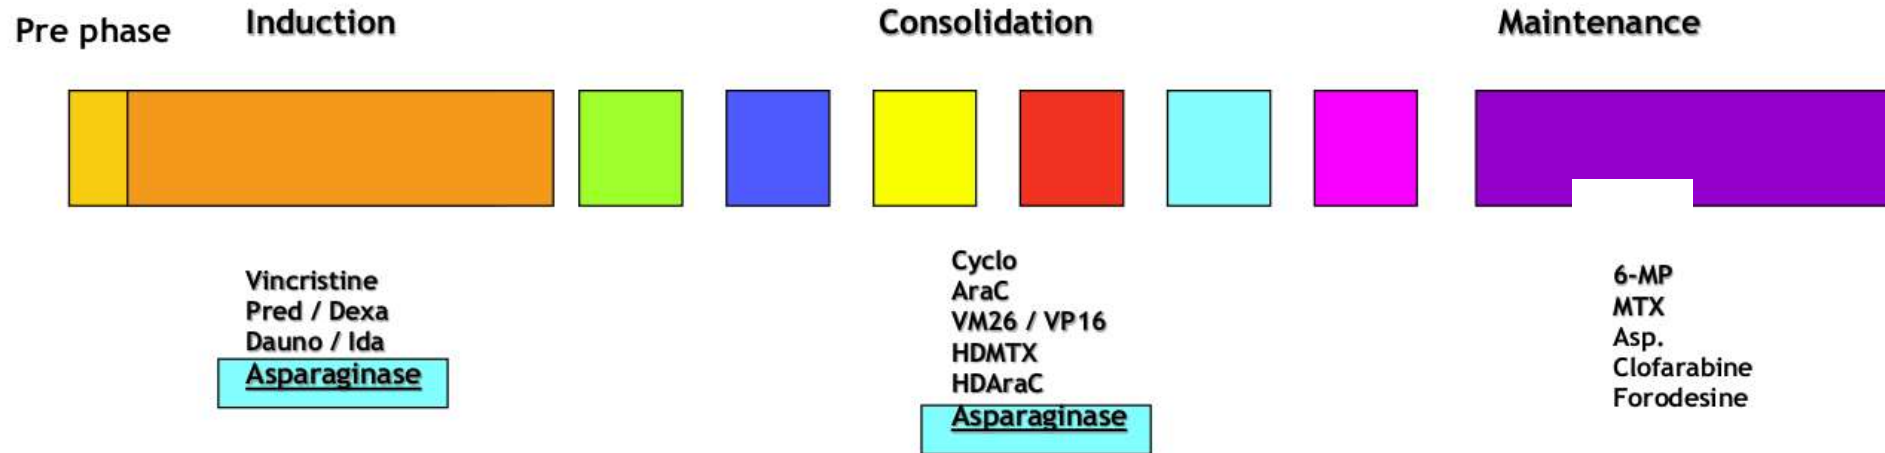 Pre phase
Induction
Consolidation
Maintenance
Vincristine
Pred / Dexa
Dauno / Ida
Asparaginase
Cyclo
AraC
VM26 / VP16
HDMTX
HDAraC
Asparaginase
6-MP
MTX
Asp.
Clofarabine
Forodesine